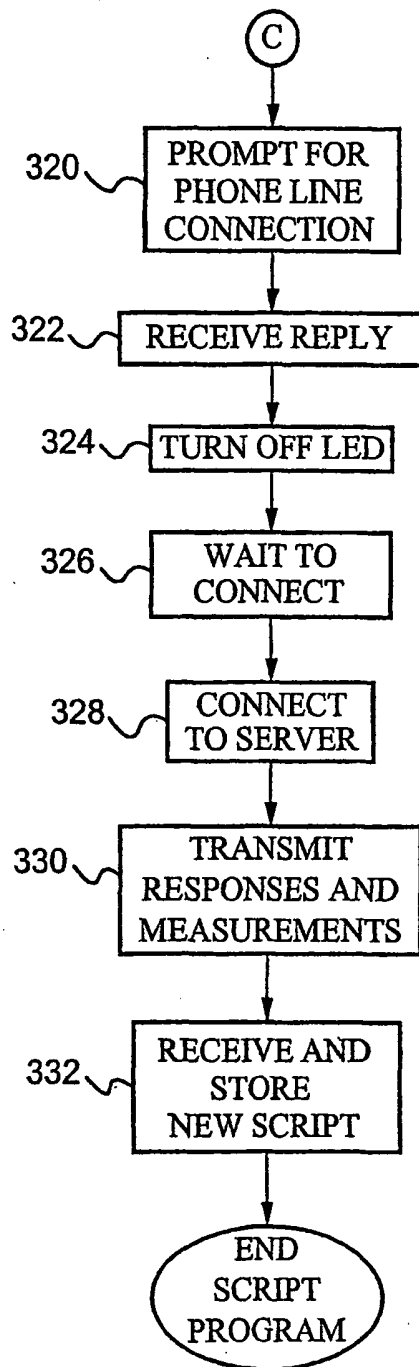 C
320
PROMPT FOR
PHONE LINE
CONNECTION
322
RECEIVE REPLY
324
TURN OFF LED
326
WAIT TO
CONNECT
328
CONNECT
TO SERVER
330
TRANSMIT
RESPONSES AND
MEASUREMENTS
332
RECEIVE AND
STORE
NEW SCRIPT
END
SCRIPT
PROGRAM